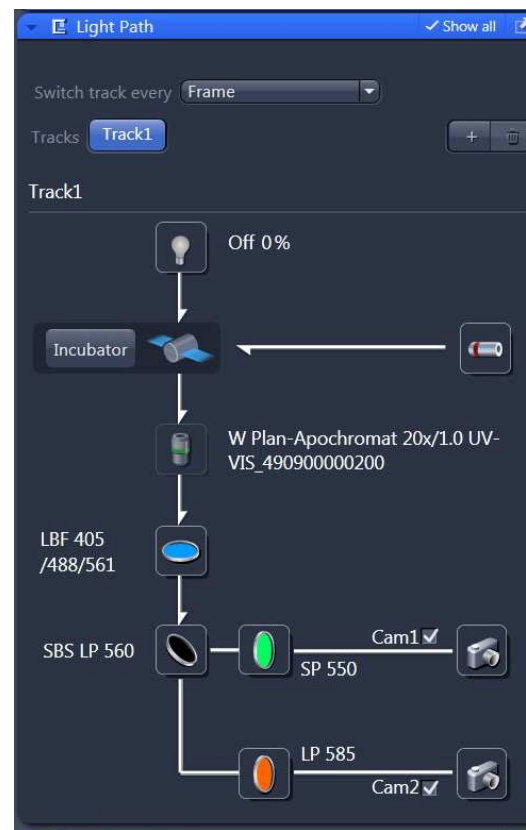 Light Path
Show all
Switch track every Frame
Tracks Track1
+
Track1
Off 0%
Incubator
W Plan-Apochromat 20x/1.0 UV-
VIS_490900000200
LBF 405
/488/561
SBS LP 560
Cam1
SP 550
LP 585
Cam2